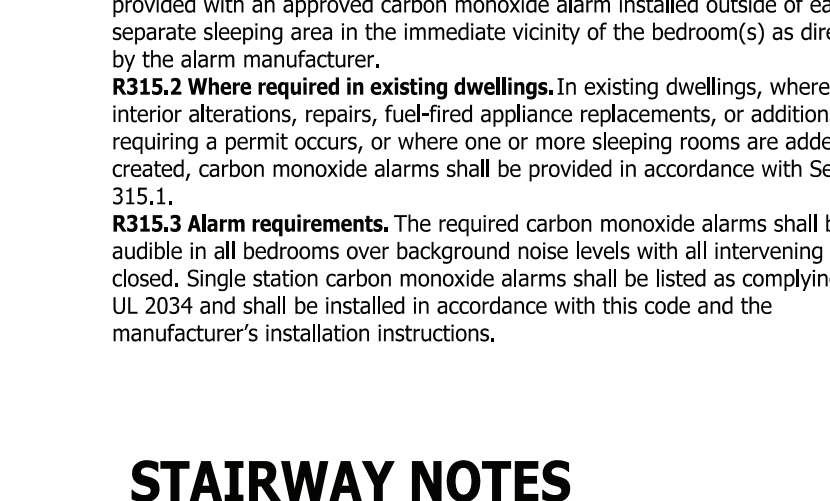 provided with an approved carbon monoxide alarm installed outside of ea
separate sleeping area in the immediate vicinity of the bedroom(s) as dire
by the alarm manufacturer.
R315.2 Where required in existing dwellings. In existing dwellings, where
interior alterations, repairs, fuel-fired appliance replacements, or addition
requiring a permit occurs, or where one or more sleeping rooms are adde
created, carbon monoxide alarms shall be provided in accordance with Se
315.1.
R315.3 Alarm requirements. The required carbon monoxide alarms shall b
audible in all bedrooms over background noise levels with all intervening
closed. Single station carbon monoxide alarms shall be listed as complying
UL 2034 and shall be installed in accordance with this code and the
manufacturer's installation instructions.
STAIRWAY NOTES